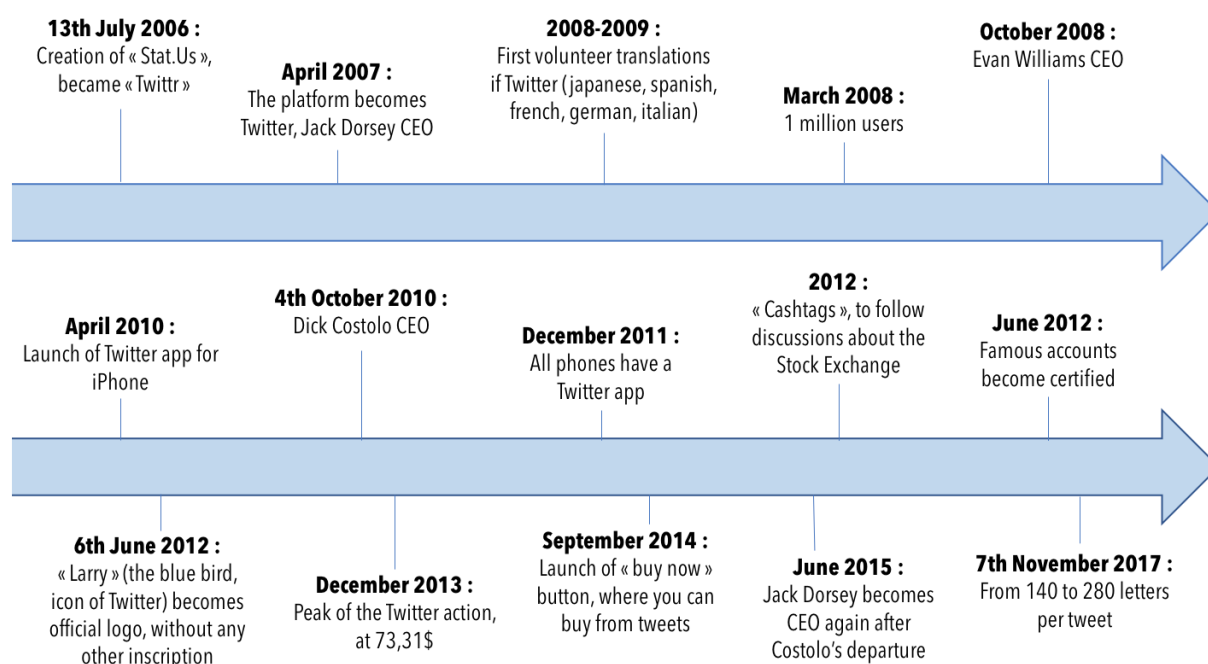 13th July 2006 :
Creation of « Stat.Us »,
became « Twittr »
April 2007 :
The platform becomes
Twitter, Jack Dorsey CEO
2008-2009 :
First volunteer translations
if Twitter (japanese, spanish,
french, german, italian)
March 2008 :
1 million users
October 2008 :
Evan Williams CEO
April 2010 :
Launch of Twitter app for
iPhone
4th October 2010 :
Dick Costolo CEO
December 2011 :
All phones have a
Twitter app
2012 :
« Cashtags », to follow
discussions about the
Stock Exchange
June 2012 :
Famous accounts
become certified
6th June 2012 :
« Larry » (the blue bird,
icon of Twitter) becomes
official logo, without any
other inscription
December 2013 :
Peak of the Twitter action,
at 73,31$
September 2014 :
Launch of « buy now »
button, where you can
buy from tweets
June 2015 :
Jack Dorsey becomes
CEO again after
Costolo's departure
7th November 2017 :
From 140 to 280 letters
per tweet